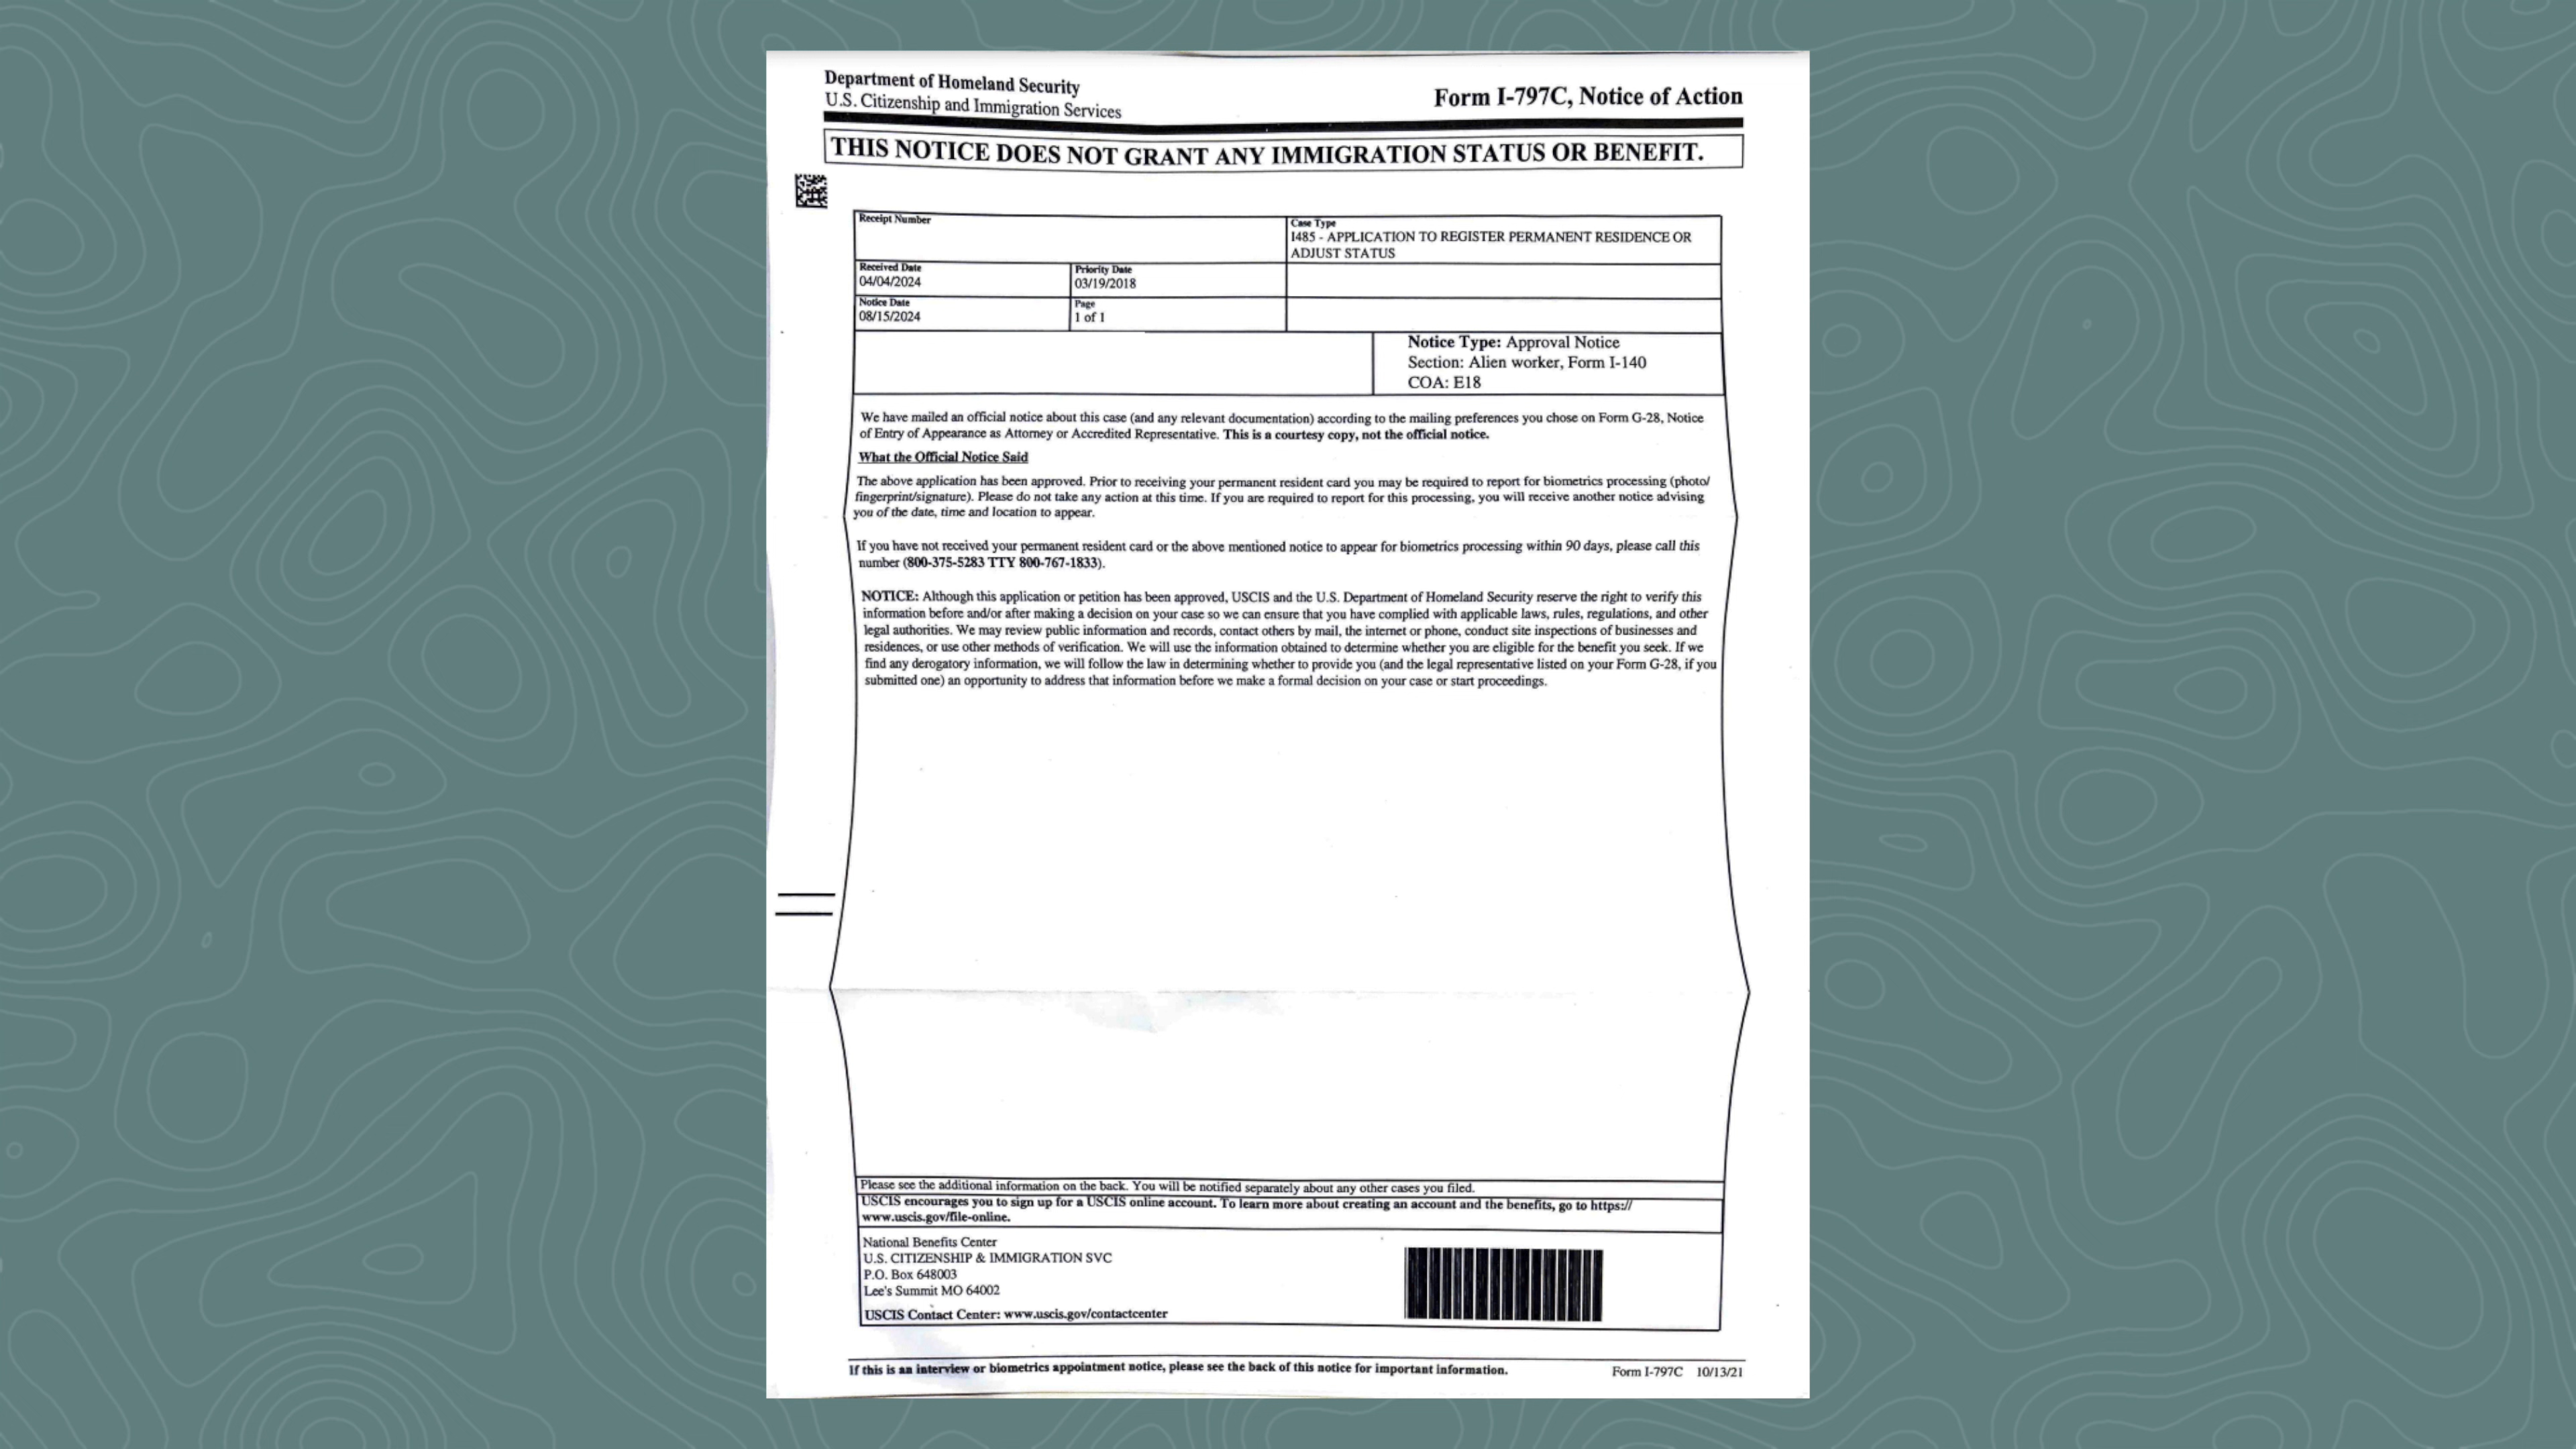 Department of Homeland Security
U.S. Citizenship and Immigration Services
Form I-797C, Notice of Action
THIS NOTICE DOES NOT GRANT ANY IMMIGRATION STATUS OR BENEFIT.
Receipt Number
Case Type
I485 - APPLICATION TO REGISTER PERMANENT RESIDENCE OR
ADJUST STATUS
Received Date
04/04/2024
Priority Date
03/19/2018
Notice Date
08/15/2024
Page
1 of 1
Notice Type: Approval Notice
Section: Alien worker, Form I-140
COA: E18
We have mailed an official notice about this case (and any relevant documentation) according to the mailing preferences you chose on Form G-28, Notice
of Entry of Appearance as Attorney or Accredited Representative. This is a courtesy copy, not the official notice.
What the Official Notice Said
The above application has been approved. Prior to receiving your permanent resident card you may be required to report for biometrics processing (photo/
fingerprint/signature). Please do not take any action at this time. If you are required to report for this processing, you will receive another notice advising
you of the date, time and location to appear.
If you have not received your permanent resident card or the above mentioned notice to appear for biometrics processing within 90 days, please call this
number (800-375-5283 TTY 800-767-1833).
NOTICE: Although this application or petition has been approved, USCIS and the U.S. Department of Homeland Security reserve the right to verify this
information before and/or after making a decision on your case so we can ensure that you have complied with applicable laws, rules, regulations, and other
legal authorities. We may review public information and records, contact others by mail, the internet or phone, conduct site inspections of businesses and
residences, or use other methods of verification. We will use the information obtained to determine whether you are eligible for the benefit you seek. If we
find any derogatory information, we will follow the law in determining whether to provide you (and the legal representative listed on your Form G-28, if you
submitted one) an opportunity to address that information before we make a formal decision on your case or start proceedings.
Please see the additional information on the back. You will be notified separately about any other cases you filed.
USCIS encourages you to sign up for a USCIS online account. To learn more about creating an account and the benefits, go to https://
www.uscis.gov/file-online.
National Benefits Center
U.S. CITIZENSHIP & IMMIGRATION SVC
P.O. Box 648003
Lee's Summit MO 64002
USCIS Contact Center: www.uscis.gov/contactcenter
If this is an interview or biometrics appointment notice, please see the back of this notice for important information.
Form I-797C 10/13/21